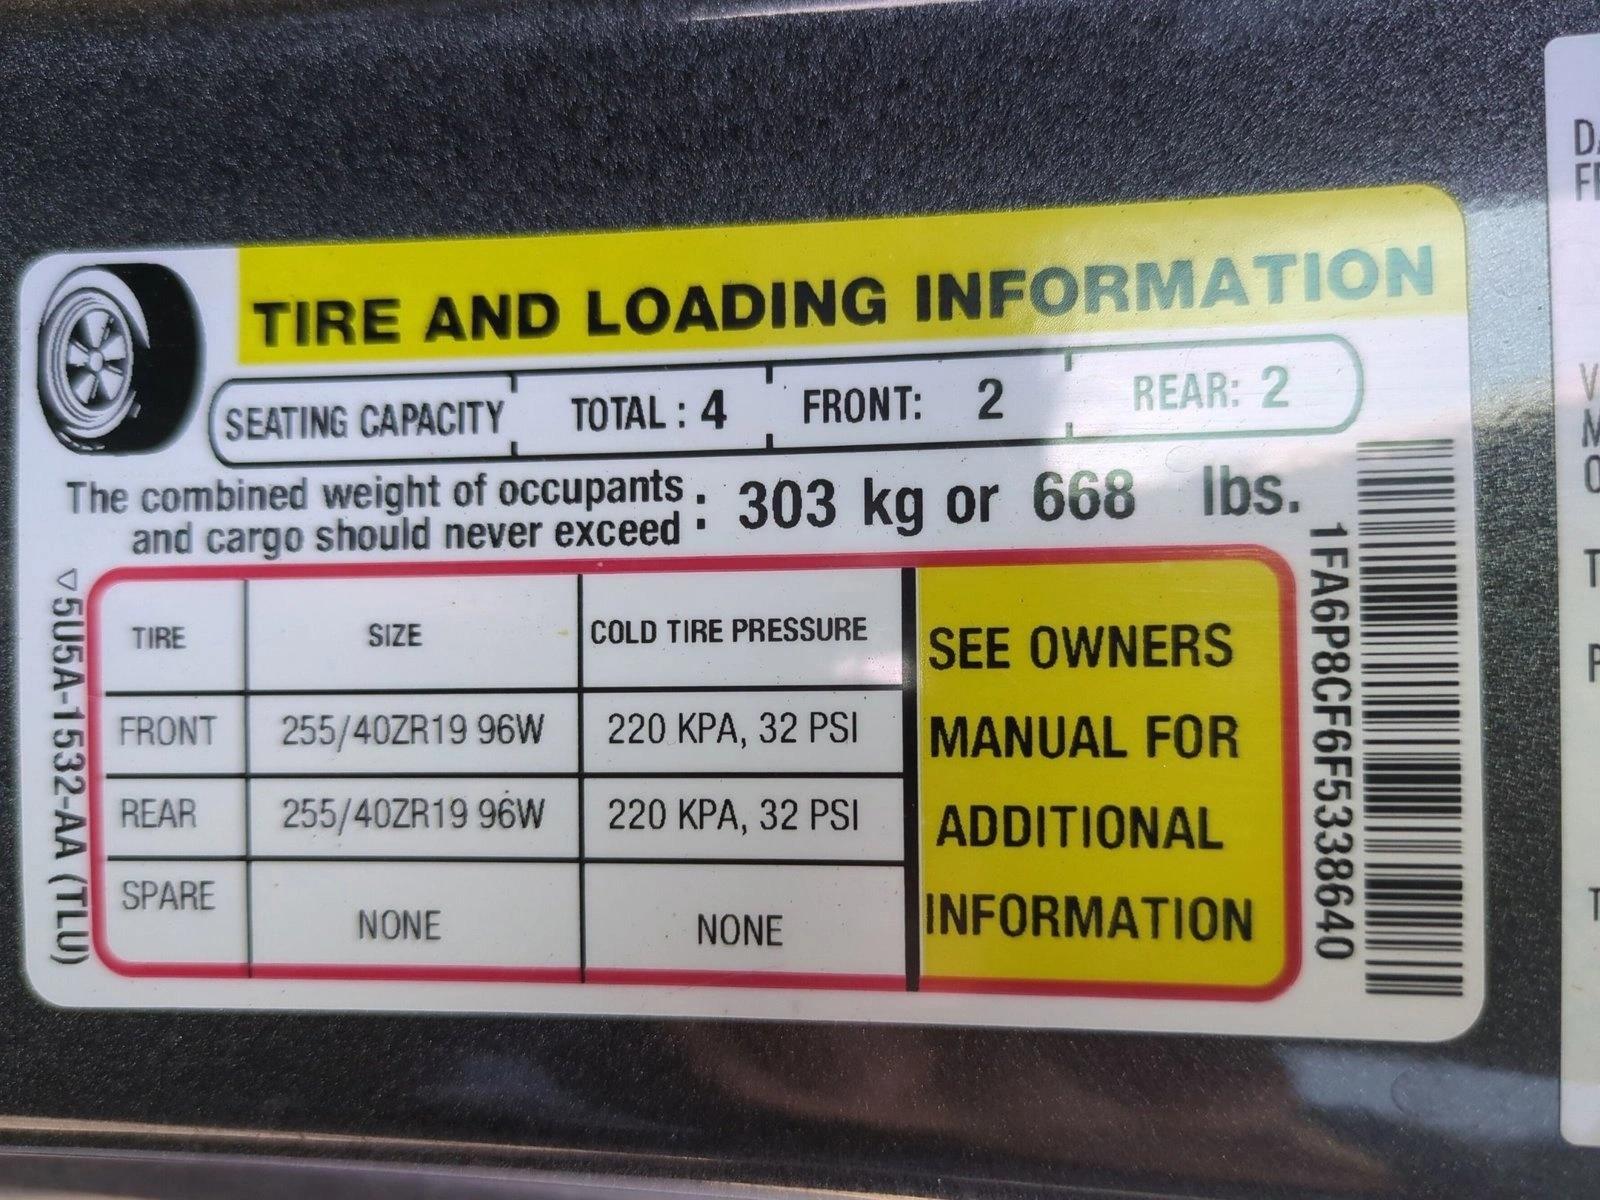 TIRE AND LOADING INFORMATION
SEATING CAPACITY TOTAL : 4 FRONT: 2 REAR: 2
The combined weight of occupants
and cargo should never exceed : 303 kg or 668 lbs.
TIRE SIZE COLD TIRE PRESSURE
FRONT 255/40ZR19 96W 220 KPA, 32 PSI
REAR 255/40ZR19 96W 220 KPA, 32 PSI
SPARE NONE NONE
SEE OWNERS
MANUAL FOR
ADDITIONAL
INFORMATION
▽5U5A-1532-AA (TLU)
1FA6P8CF6F5338640